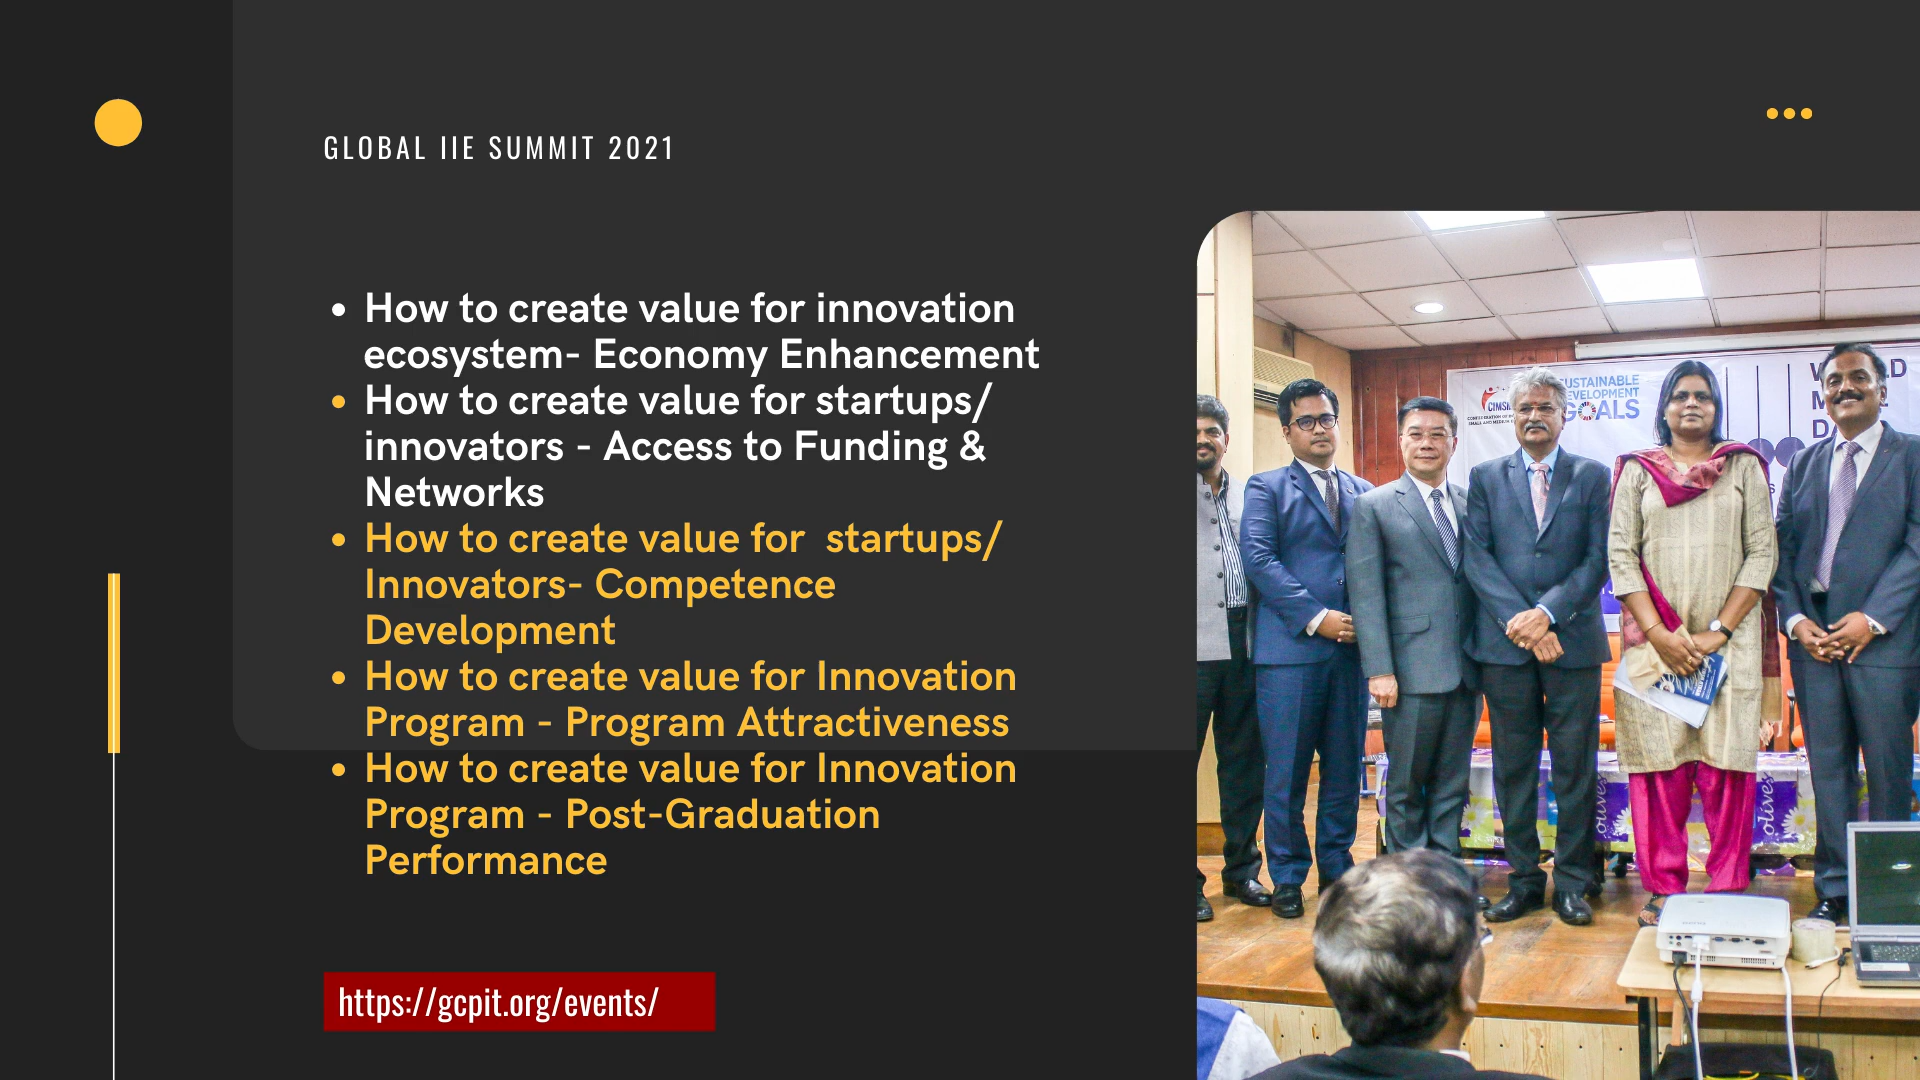 GLOBAL IIE SUMMIT 2021
• How to create value for innovation
ecosystem- Economy Enhancement
• How to create value for startups/
innovators - Access to Funding &
Networks
• How to create value for  startups/
Innovators- Competence
Development
• How to create value for Innovation
Program - Program Attractiveness
• How to create value for Innovation
Program - Post-Graduation
Performance
https://gcpit.org/events/
SUSTAINABLE
DEVELOPMENT
GOALS
olives
olives